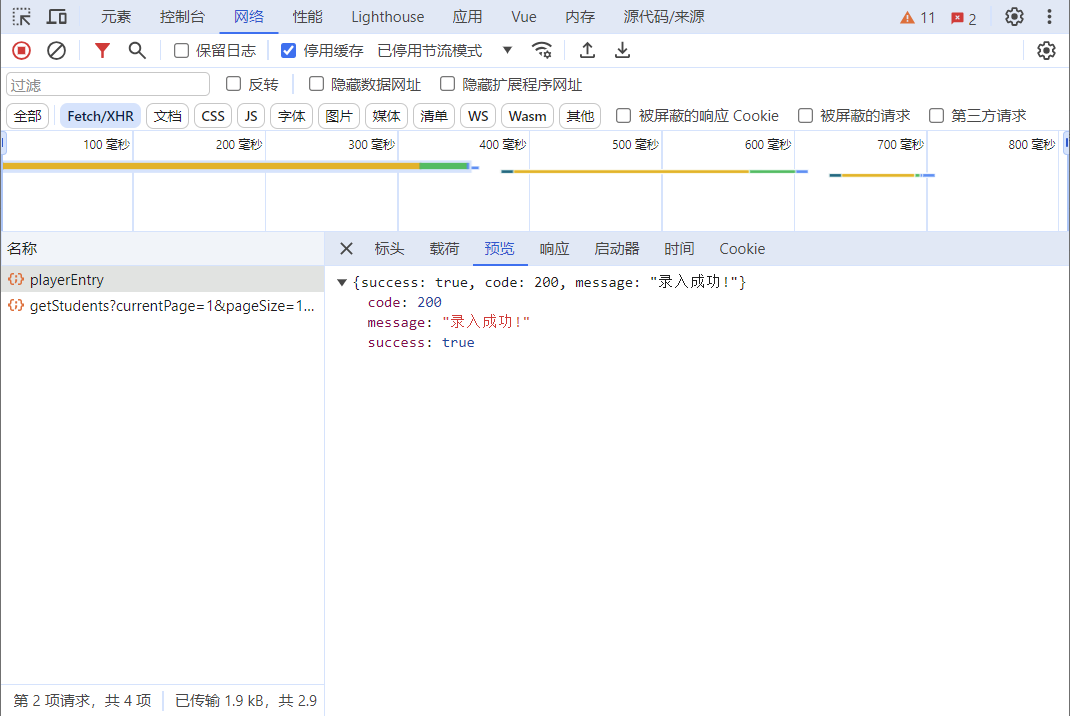 元素 控制台 网络 性能 Lighthouse 应用 Vue 内存 源代码/来源 11 2
保留日志 停用缓存 已停用节流模式
过滤 反转 隐藏数据网址 隐藏扩展程序网址
全部 Fetch/XHR 文档 CSS JS 字体 图片 媒体 清单 WS Wasm 其他 被屏蔽的响应 Cookie 被屏蔽的请求 第三方请求
100 毫秒 200 毫秒 300 毫秒 400 毫秒 500 毫秒 600 毫秒 700 毫秒 800 毫秒
名称 标头 载荷 预览 响应 启动器 时间 Cookie
playerEntry
getStudents?currentPage=1&pageSize=1...
{success: true, code: 200, message: "录入成功!"}
code: 200
message: "录入成功!"
success: true
第 2 项请求，共 4 项 已传输 1.9 kB，共 2.9